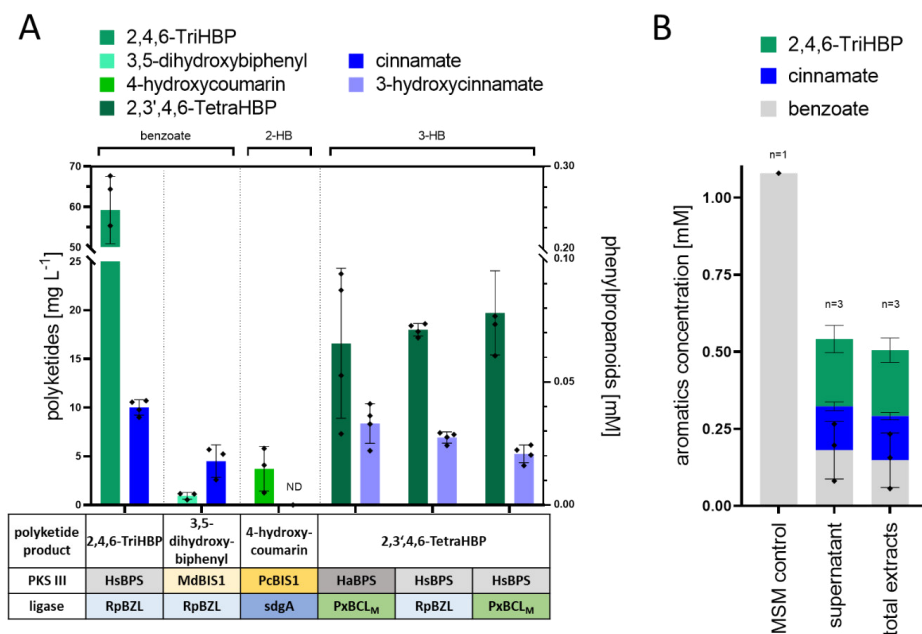 A
2,4,6-TriHBP
3,5-dihydroxybiphenyl
4-hydroxycoumarin
2,3',4,6-TetraHBP
cinnamate
3-hydroxycinnamate
benzoate
2-HB
3-HB
polyketides [mg L⁻¹]
70
60
50
25
20
15
10
5
0
ND
0.30
0.20
0.10
0.05
0.00
phenylpropanoids [mM]
polyketide product
2,4,6-TriHBP
3,5-dihydroxy-biphenyl
4-hydroxy-coumarin
2,3',4,6-TetraHBP
PKS III
HsBPS
MdBIS1
PcBIS1
HaBPS
HsBPS
HsBPS
ligase
RpBZL
RpBZL
sdgA
PxBCLM
RpBZL
PxBCLM
B
2,4,6-TriHBP
cinnamate
benzoate
aromatics concentration [mM]
1.00
0.75
0.50
0.25
0.00
n=1
n=3
n=3
MSM control
supernatant
total extracts